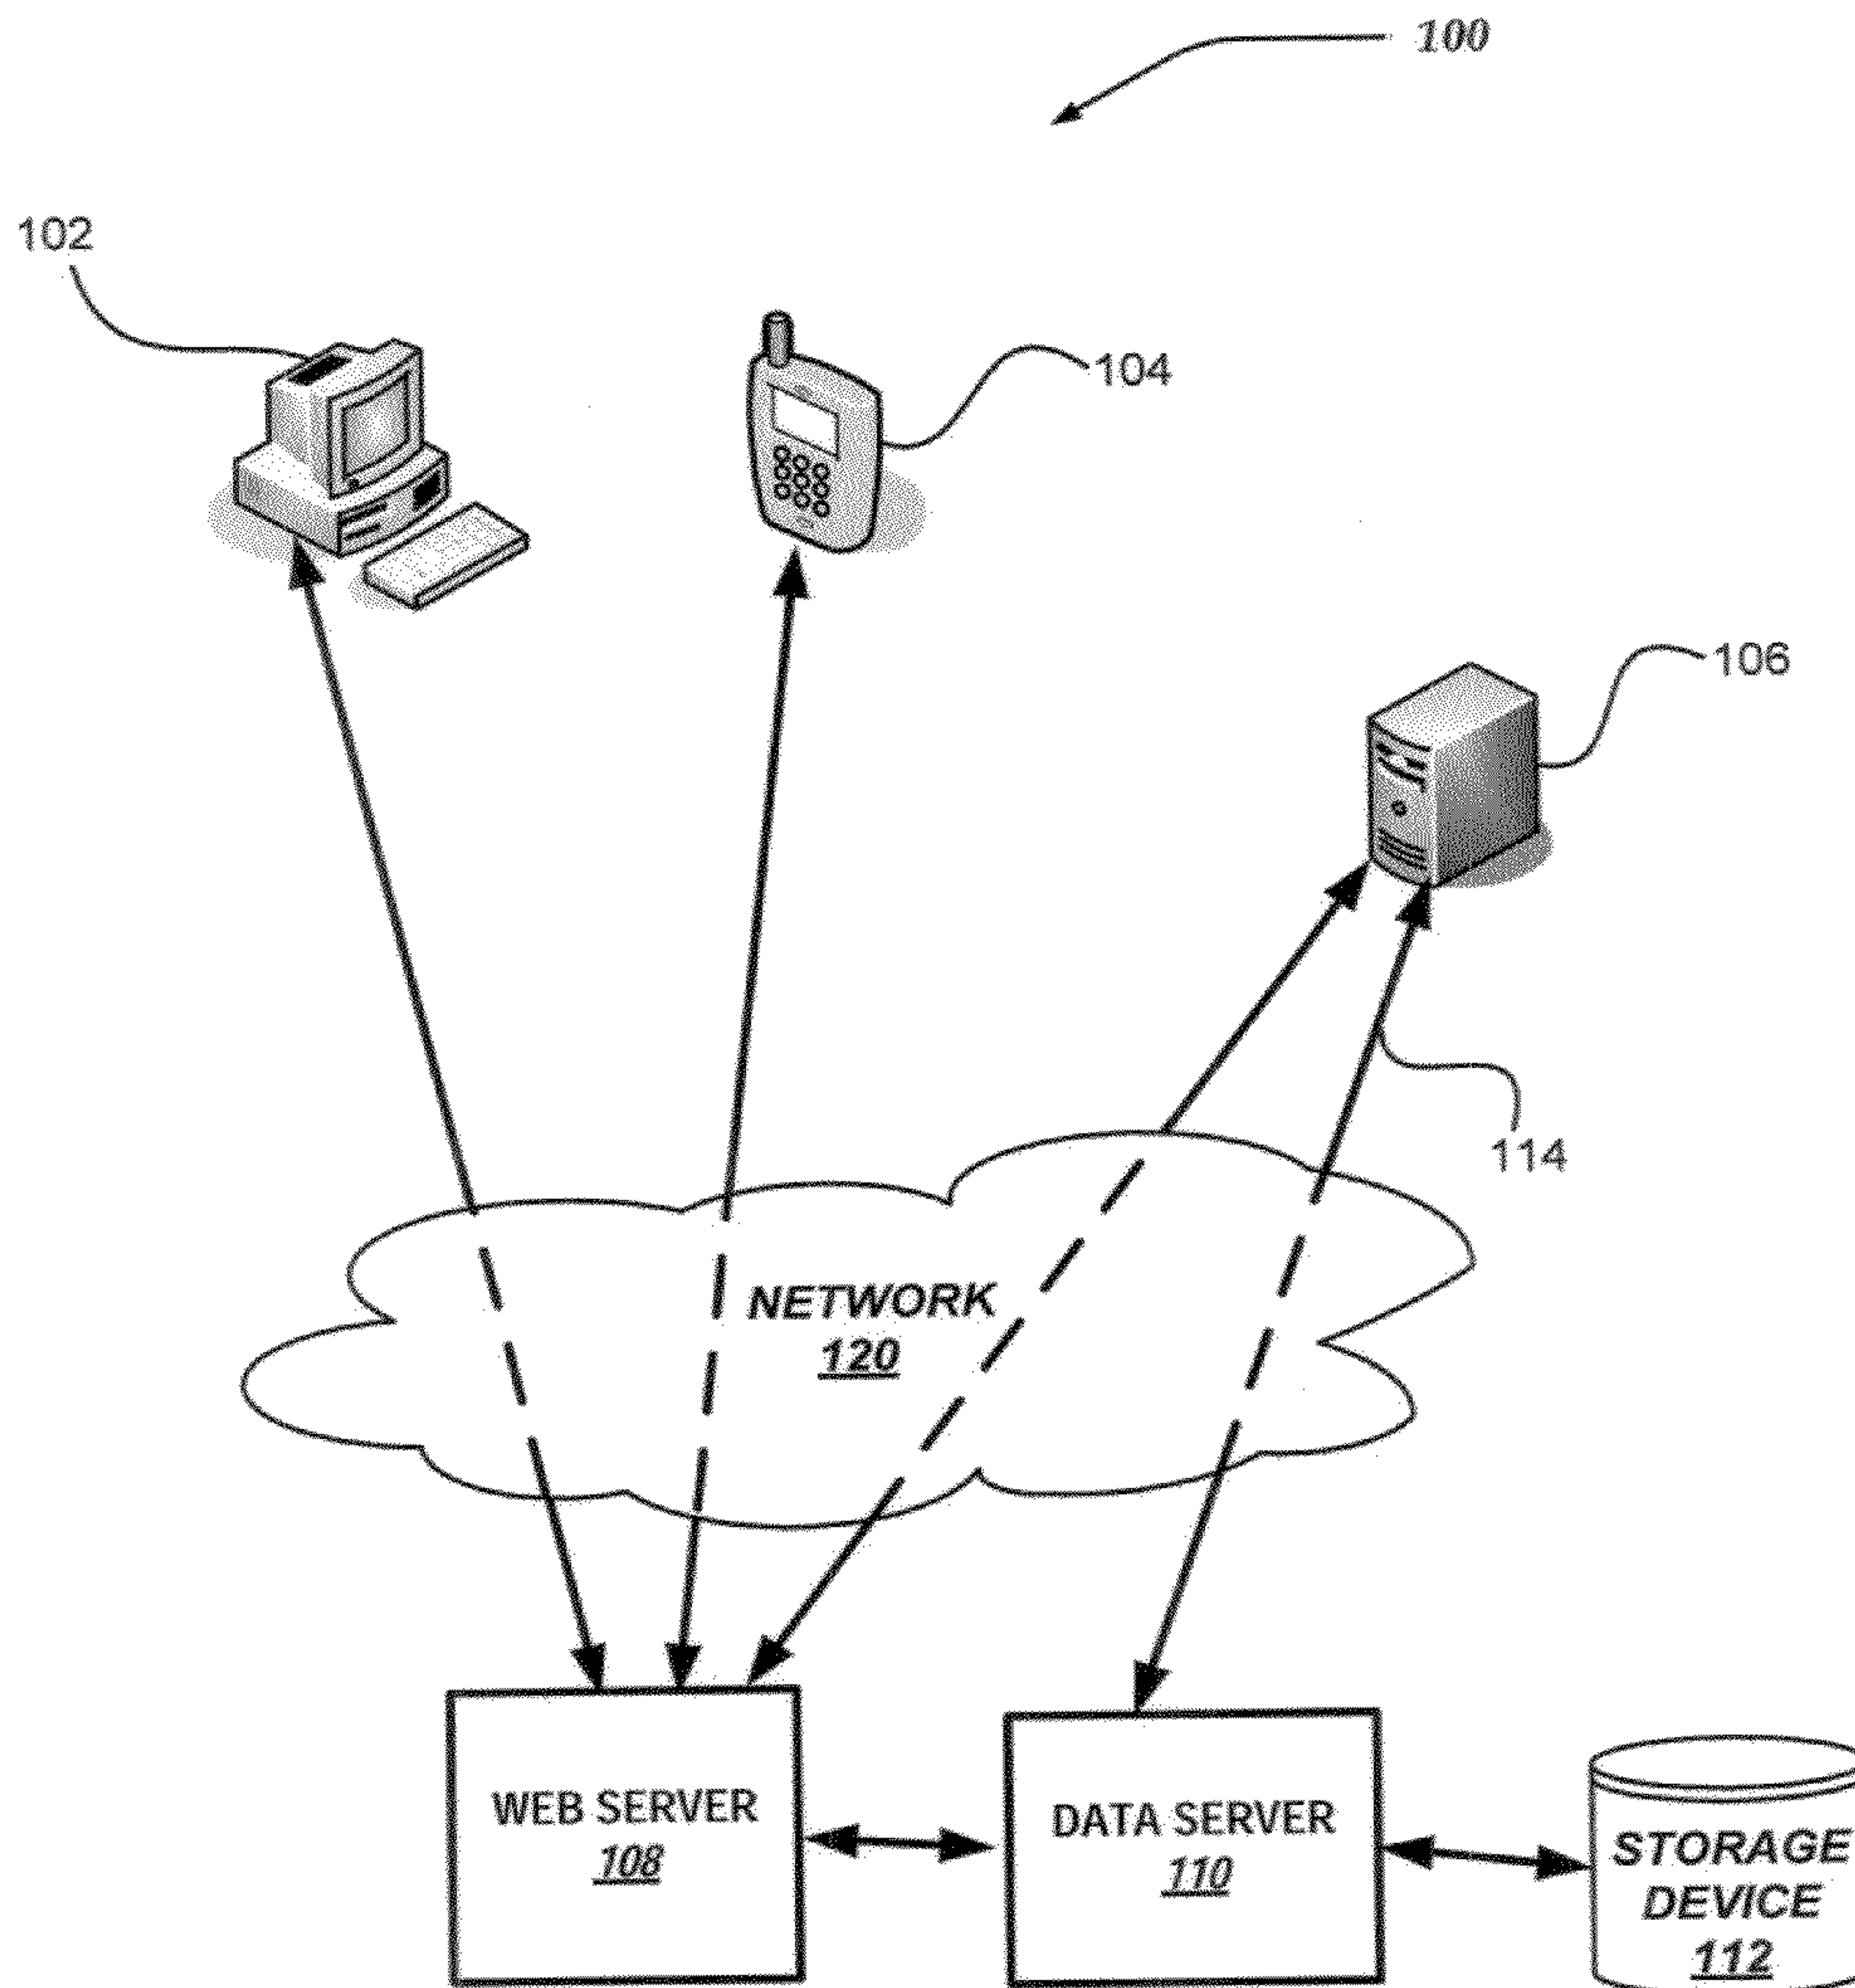 100
102
104
106
114
NETWORK
120
WEB SERVER
108
DATA SERVER
110
STORAGE
DEVICE
112